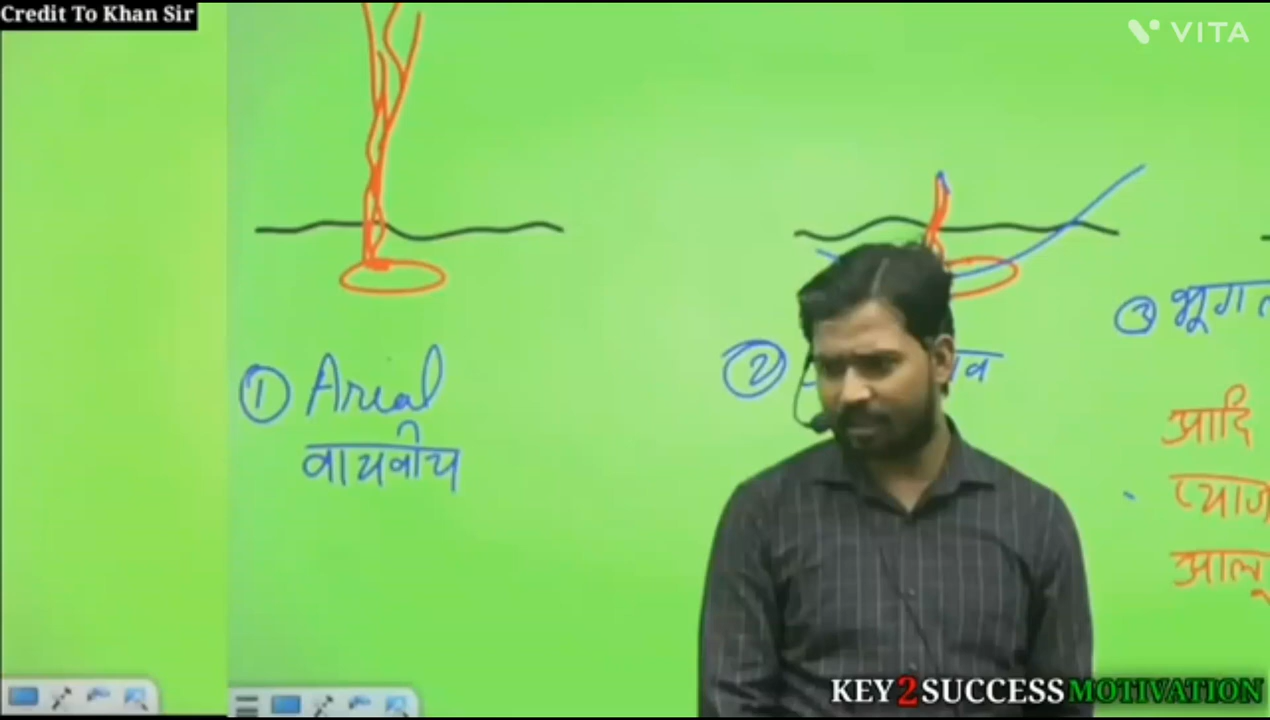 Credit To Khan Sir
VITA
① Arial
वायवीय
②
③ भूगत
आदि
प्याज
आलू
KEY2SUCCESS MOTIVATION